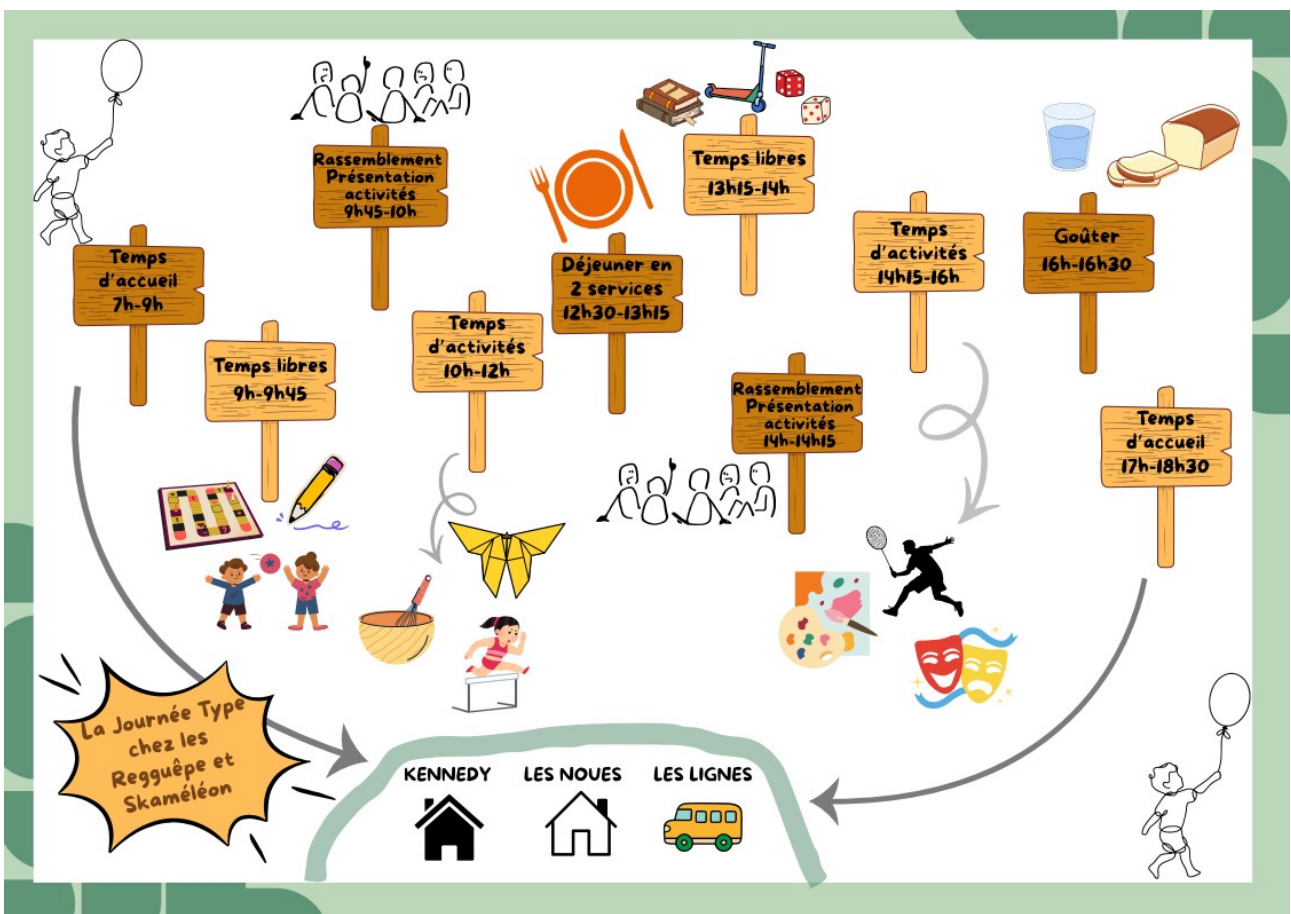 Temps
d'accueil
7h-9h
Temps libres
9h-9h45
Rassemblement
Présentation
activités
9h45-10h
Temps
d'activités
10h-12h
Déjeuner en
2 services
12h30-13h15
Temps libres
13h15-14h
Rassemblement
Présentation
activités
14h-14h15
Temps
d'activités
14h15-16h
Goûter
16h-16h30
Temps
d'accueil
17h-18h30
La Journée Type
chez les
Regguêpe et
Skaméléon
KENNEDY
LES NOUES
LES LIGNES